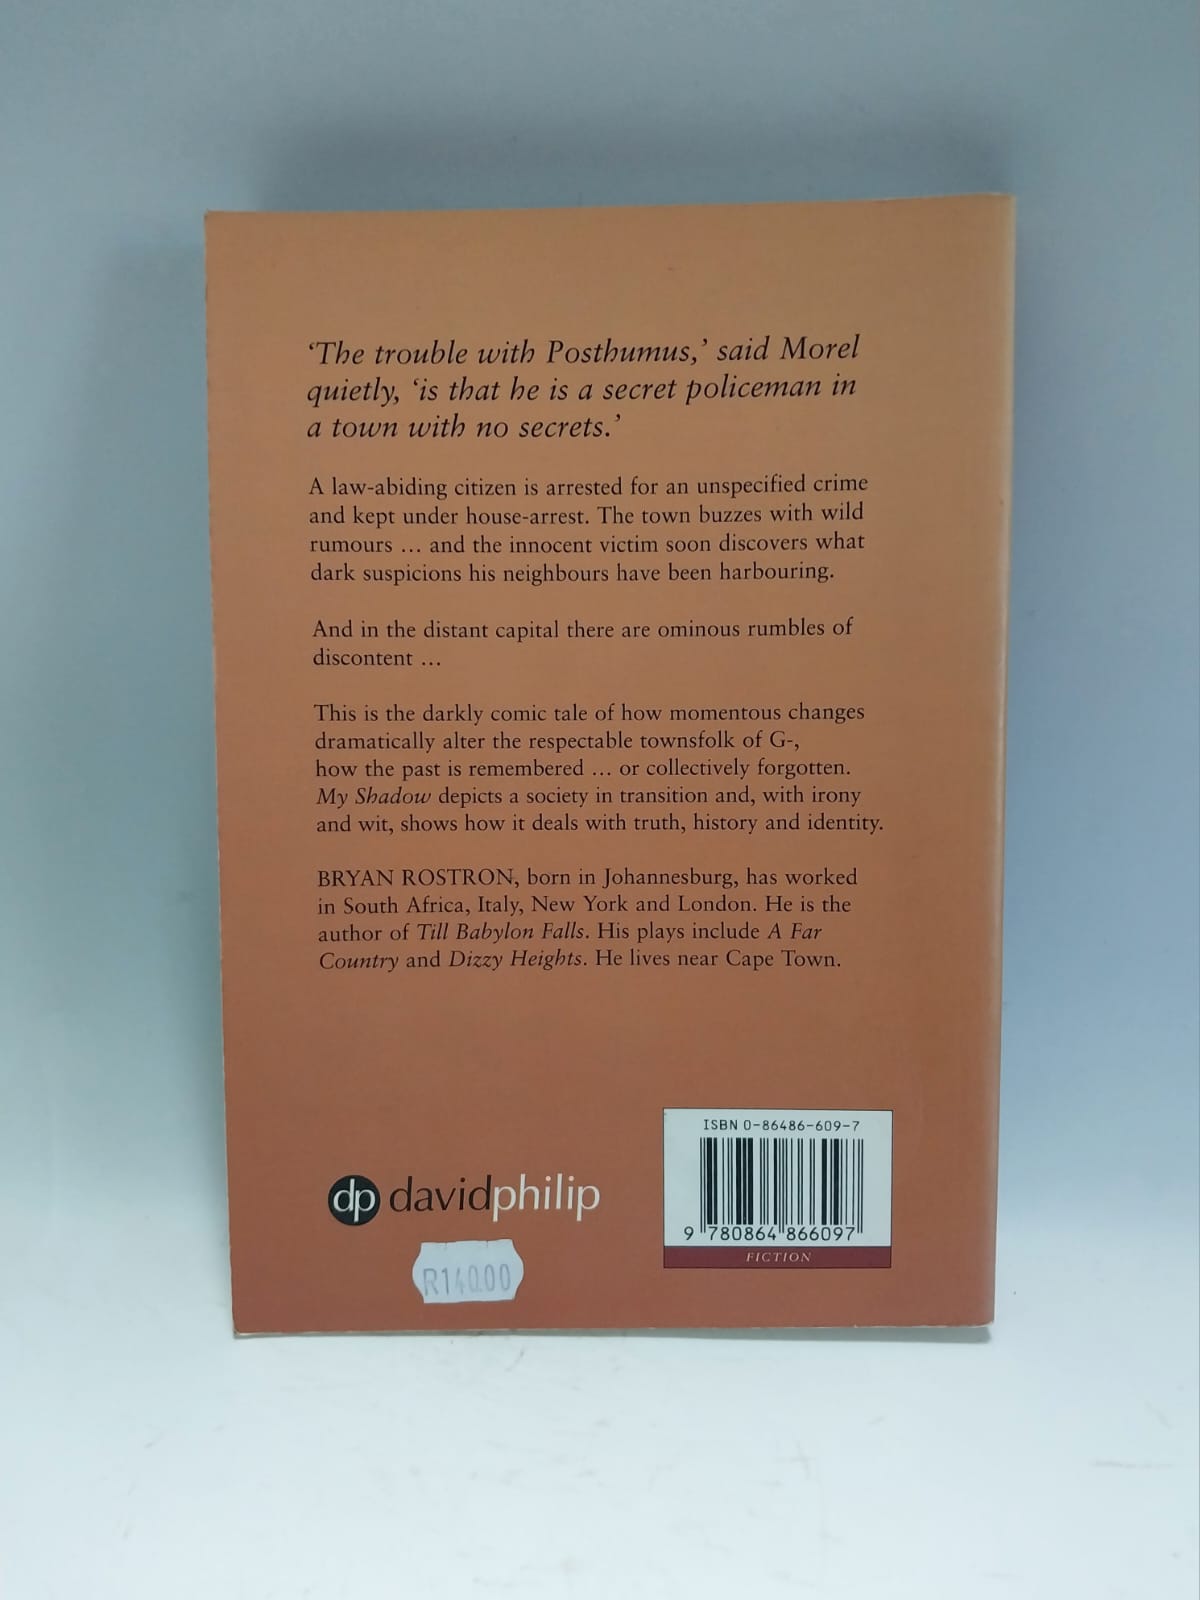 ‘The trouble with Posthumus,’ said Morel
quietly, ‘is that he is a secret policeman in
a town with no secrets.’
A law-abiding citizen is arrested for an unspecified crime
and kept under house-arrest. The town buzzes with wild
rumours ... and the innocent victim soon discovers what
dark suspicions his neighbours have been harbouring.
And in the distant capital there are ominous rumbles of
discontent ...
This is the darkly comic tale of how momentous changes
dramatically alter the respectable townsfolk of G-,
how the past is remembered ... or collectively forgotten.
My Shadow depicts a society in transition and, with irony
and wit, shows how it deals with truth, history and identity.
BRYAN ROSTRON, born in Johannesburg, has worked
in South Africa, Italy, New York and London. He is the
author of Till Babylon Falls. His plays include A Far
Country and Dizzy Heights. He lives near Cape Town.
ISBN 0-86486-609-7
9 780864 866097
FICTION
dp davidphilip
R140.00